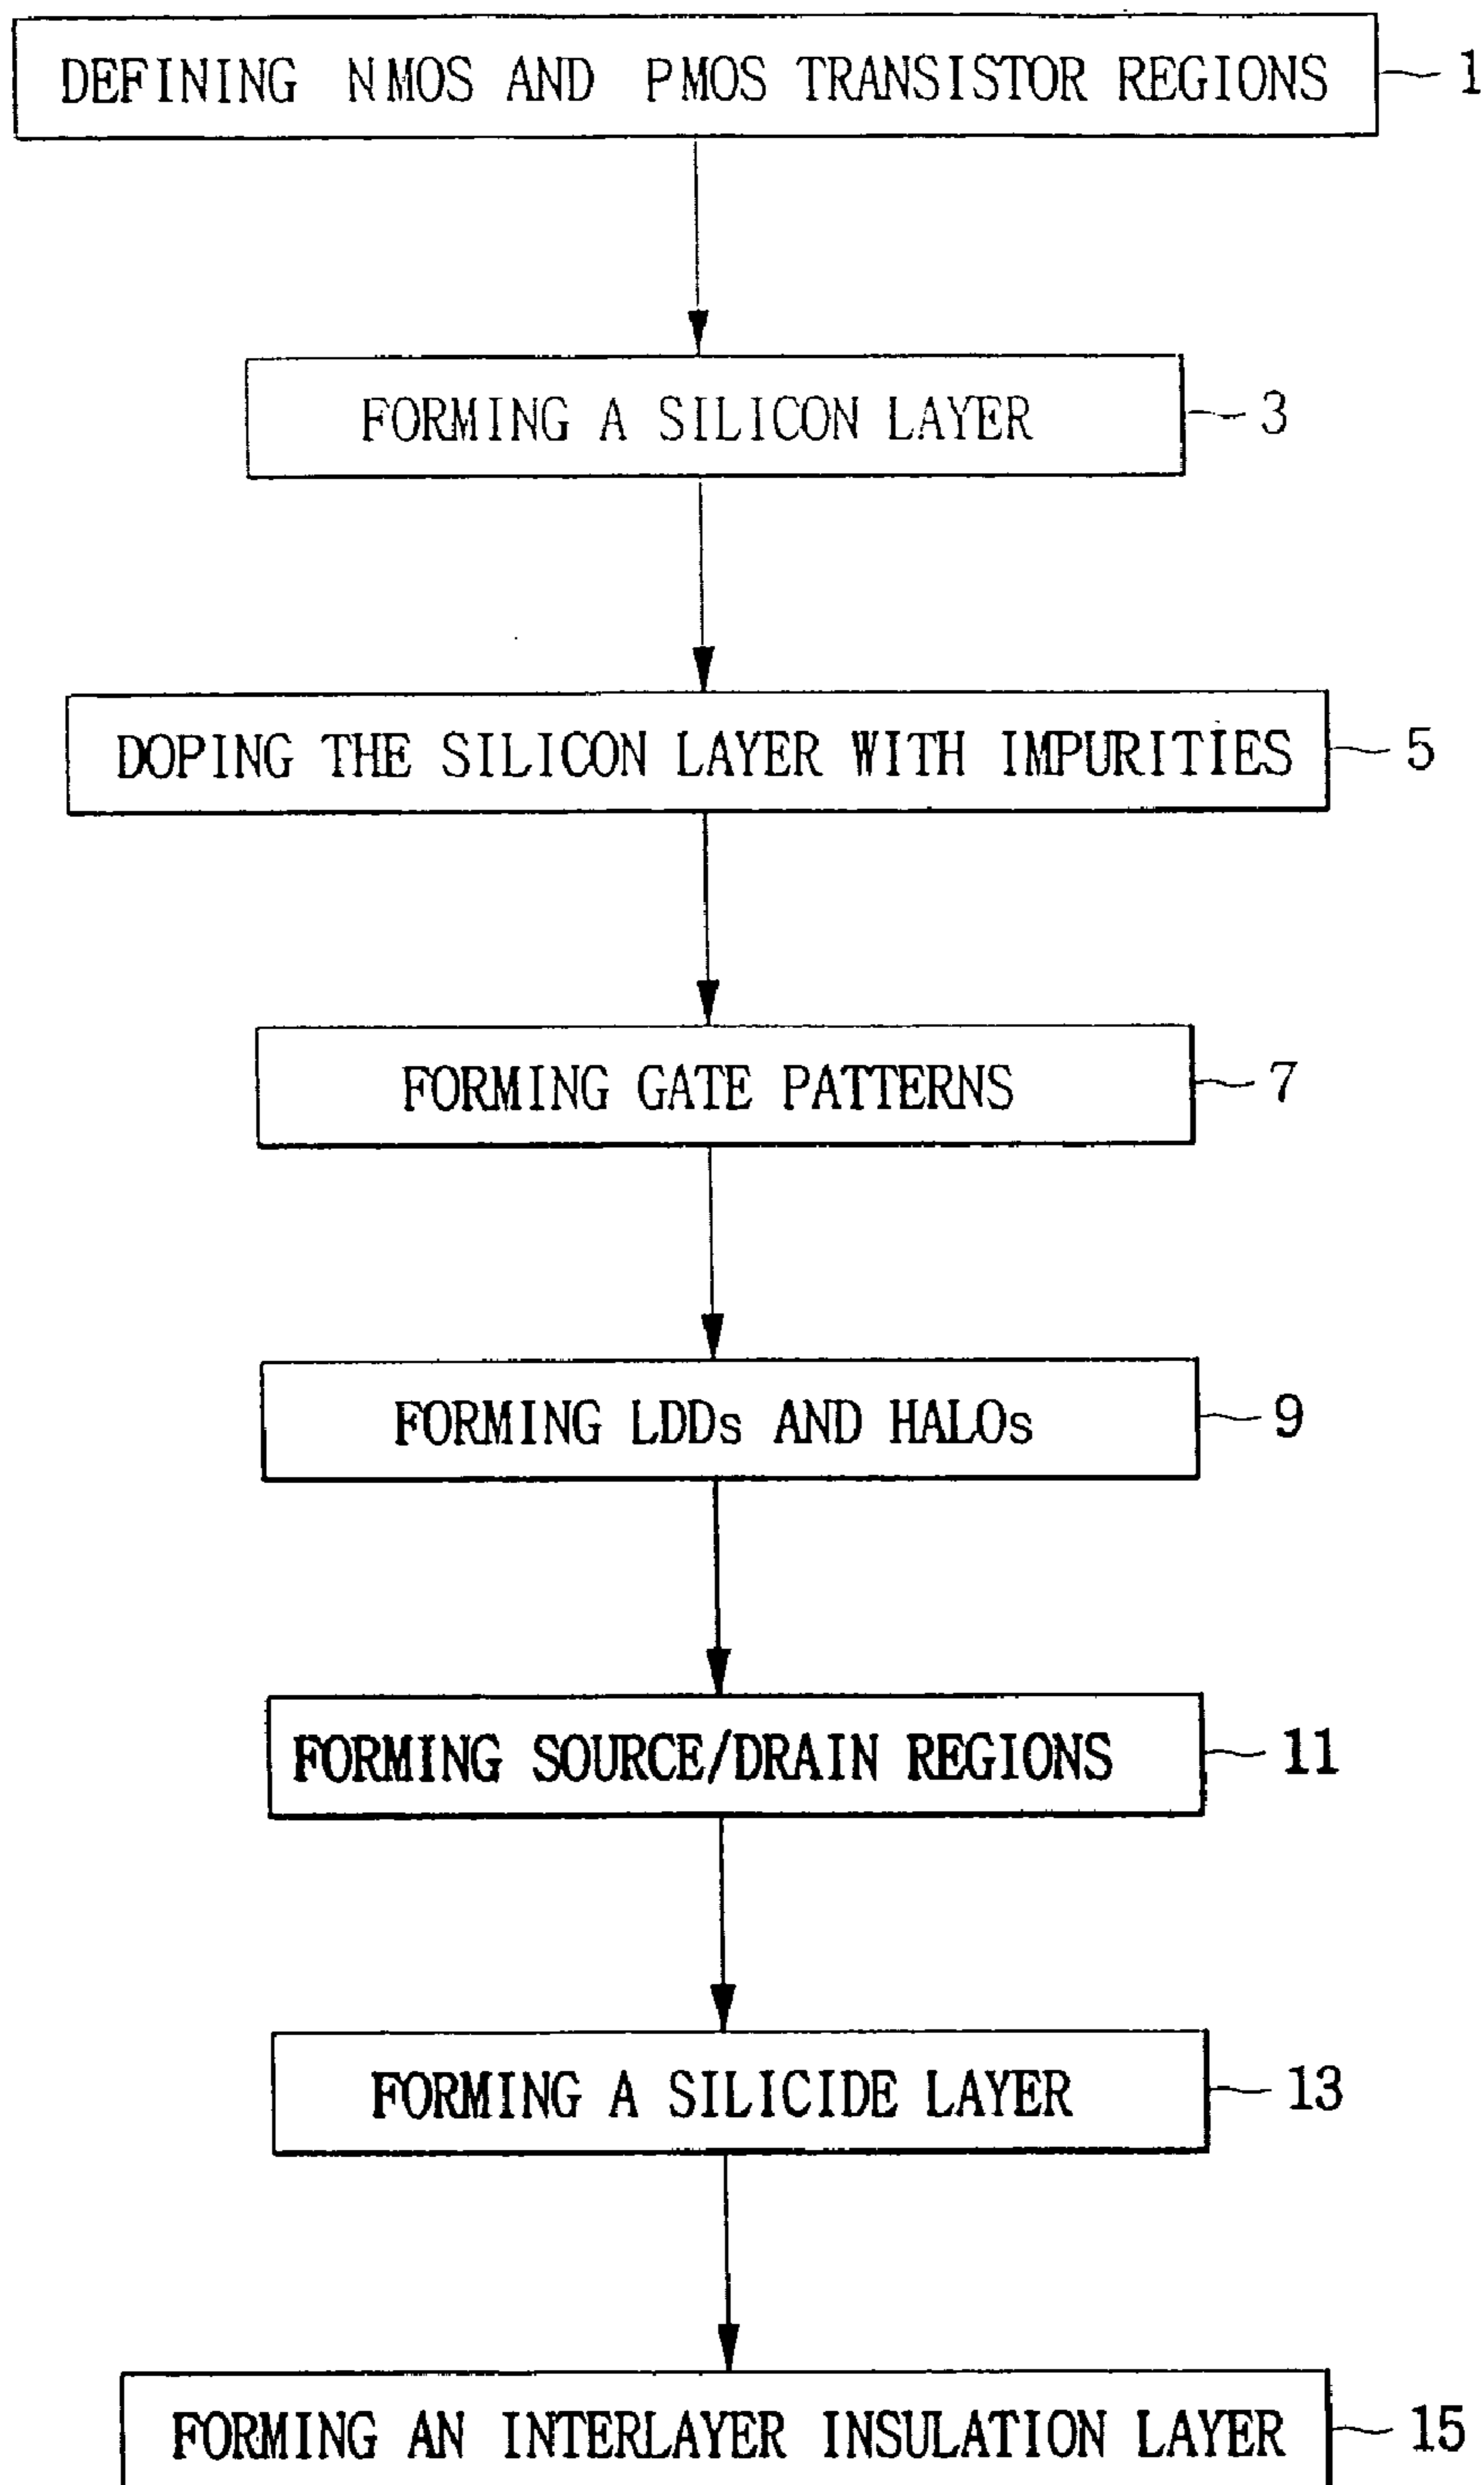 DEFINING NMOS AND PMOS TRANSISTOR REGIONS 1
FORMING A SILICON LAYER 3
DOPING THE SILICON LAYER WITH IMPURITIES 5
FORMING GATE PATTERNS 7
FORMING LDDs AND HALOs 9
FORMING SOURCE/DRAIN REGIONS 11
FORMING A SILICIDE LAYER 13
FORMING AN INTERLAYER INSULATION LAYER 15